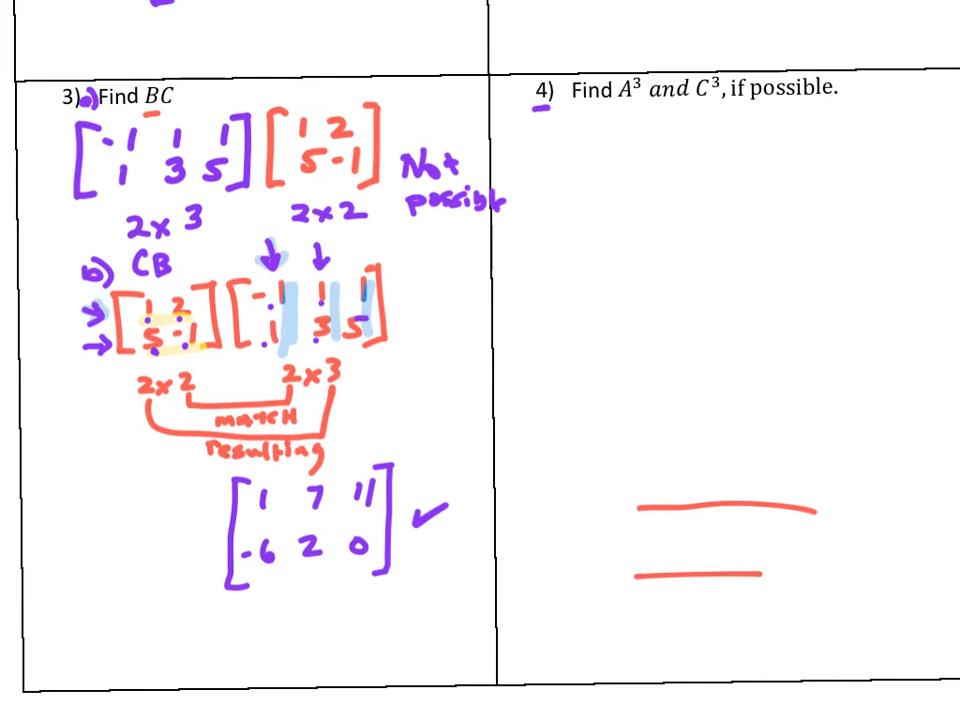 3) a) Find BC
[-1 1 1
1 3 5] [1 2
5 -1] Not possible
2x3 2x2
b) CB
[1 2
5 -1] [-1 1 1
1 3 5]
2x2 2x3
match
resulting
[1 7 11
-6 2 0] ✓
4) Find A³ and C³, if possible.